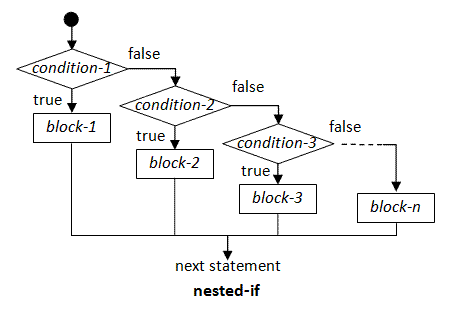 false
condition-1
false
true
condition-2
block-1
false
true
condition-3
block-2
true
block-3
block-n
next statement
nested-if